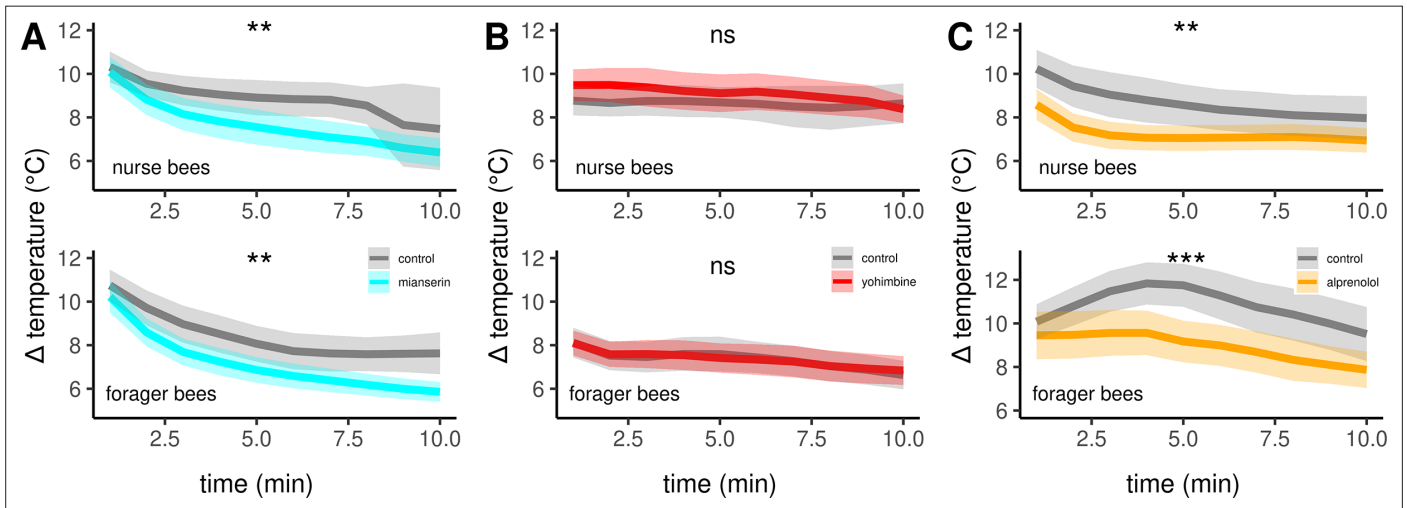 A
Δ temperature (°C)
12
10
8
6
**
nurse bees
2.5 5.0 7.5 10.0
12
10
8
6
**
control
mianserin
forager bees
2.5 5.0 7.5 10.0
time (min)
B
Δ temperature (°C)
12
10
8
6
ns
nurse bees
2.5 5.0 7.5 10.0
12
10
8
6
ns
control
yohimbine
forager bees
2.5 5.0 7.5 10.0
time (min)
C
Δ temperature (°C)
12
10
8
6
**
nurse bees
2.5 5.0 7.5 10.0
12
10
8
6
***
control
alprenolol
forager bees
2.5 5.0 7.5 10.0
time (min)